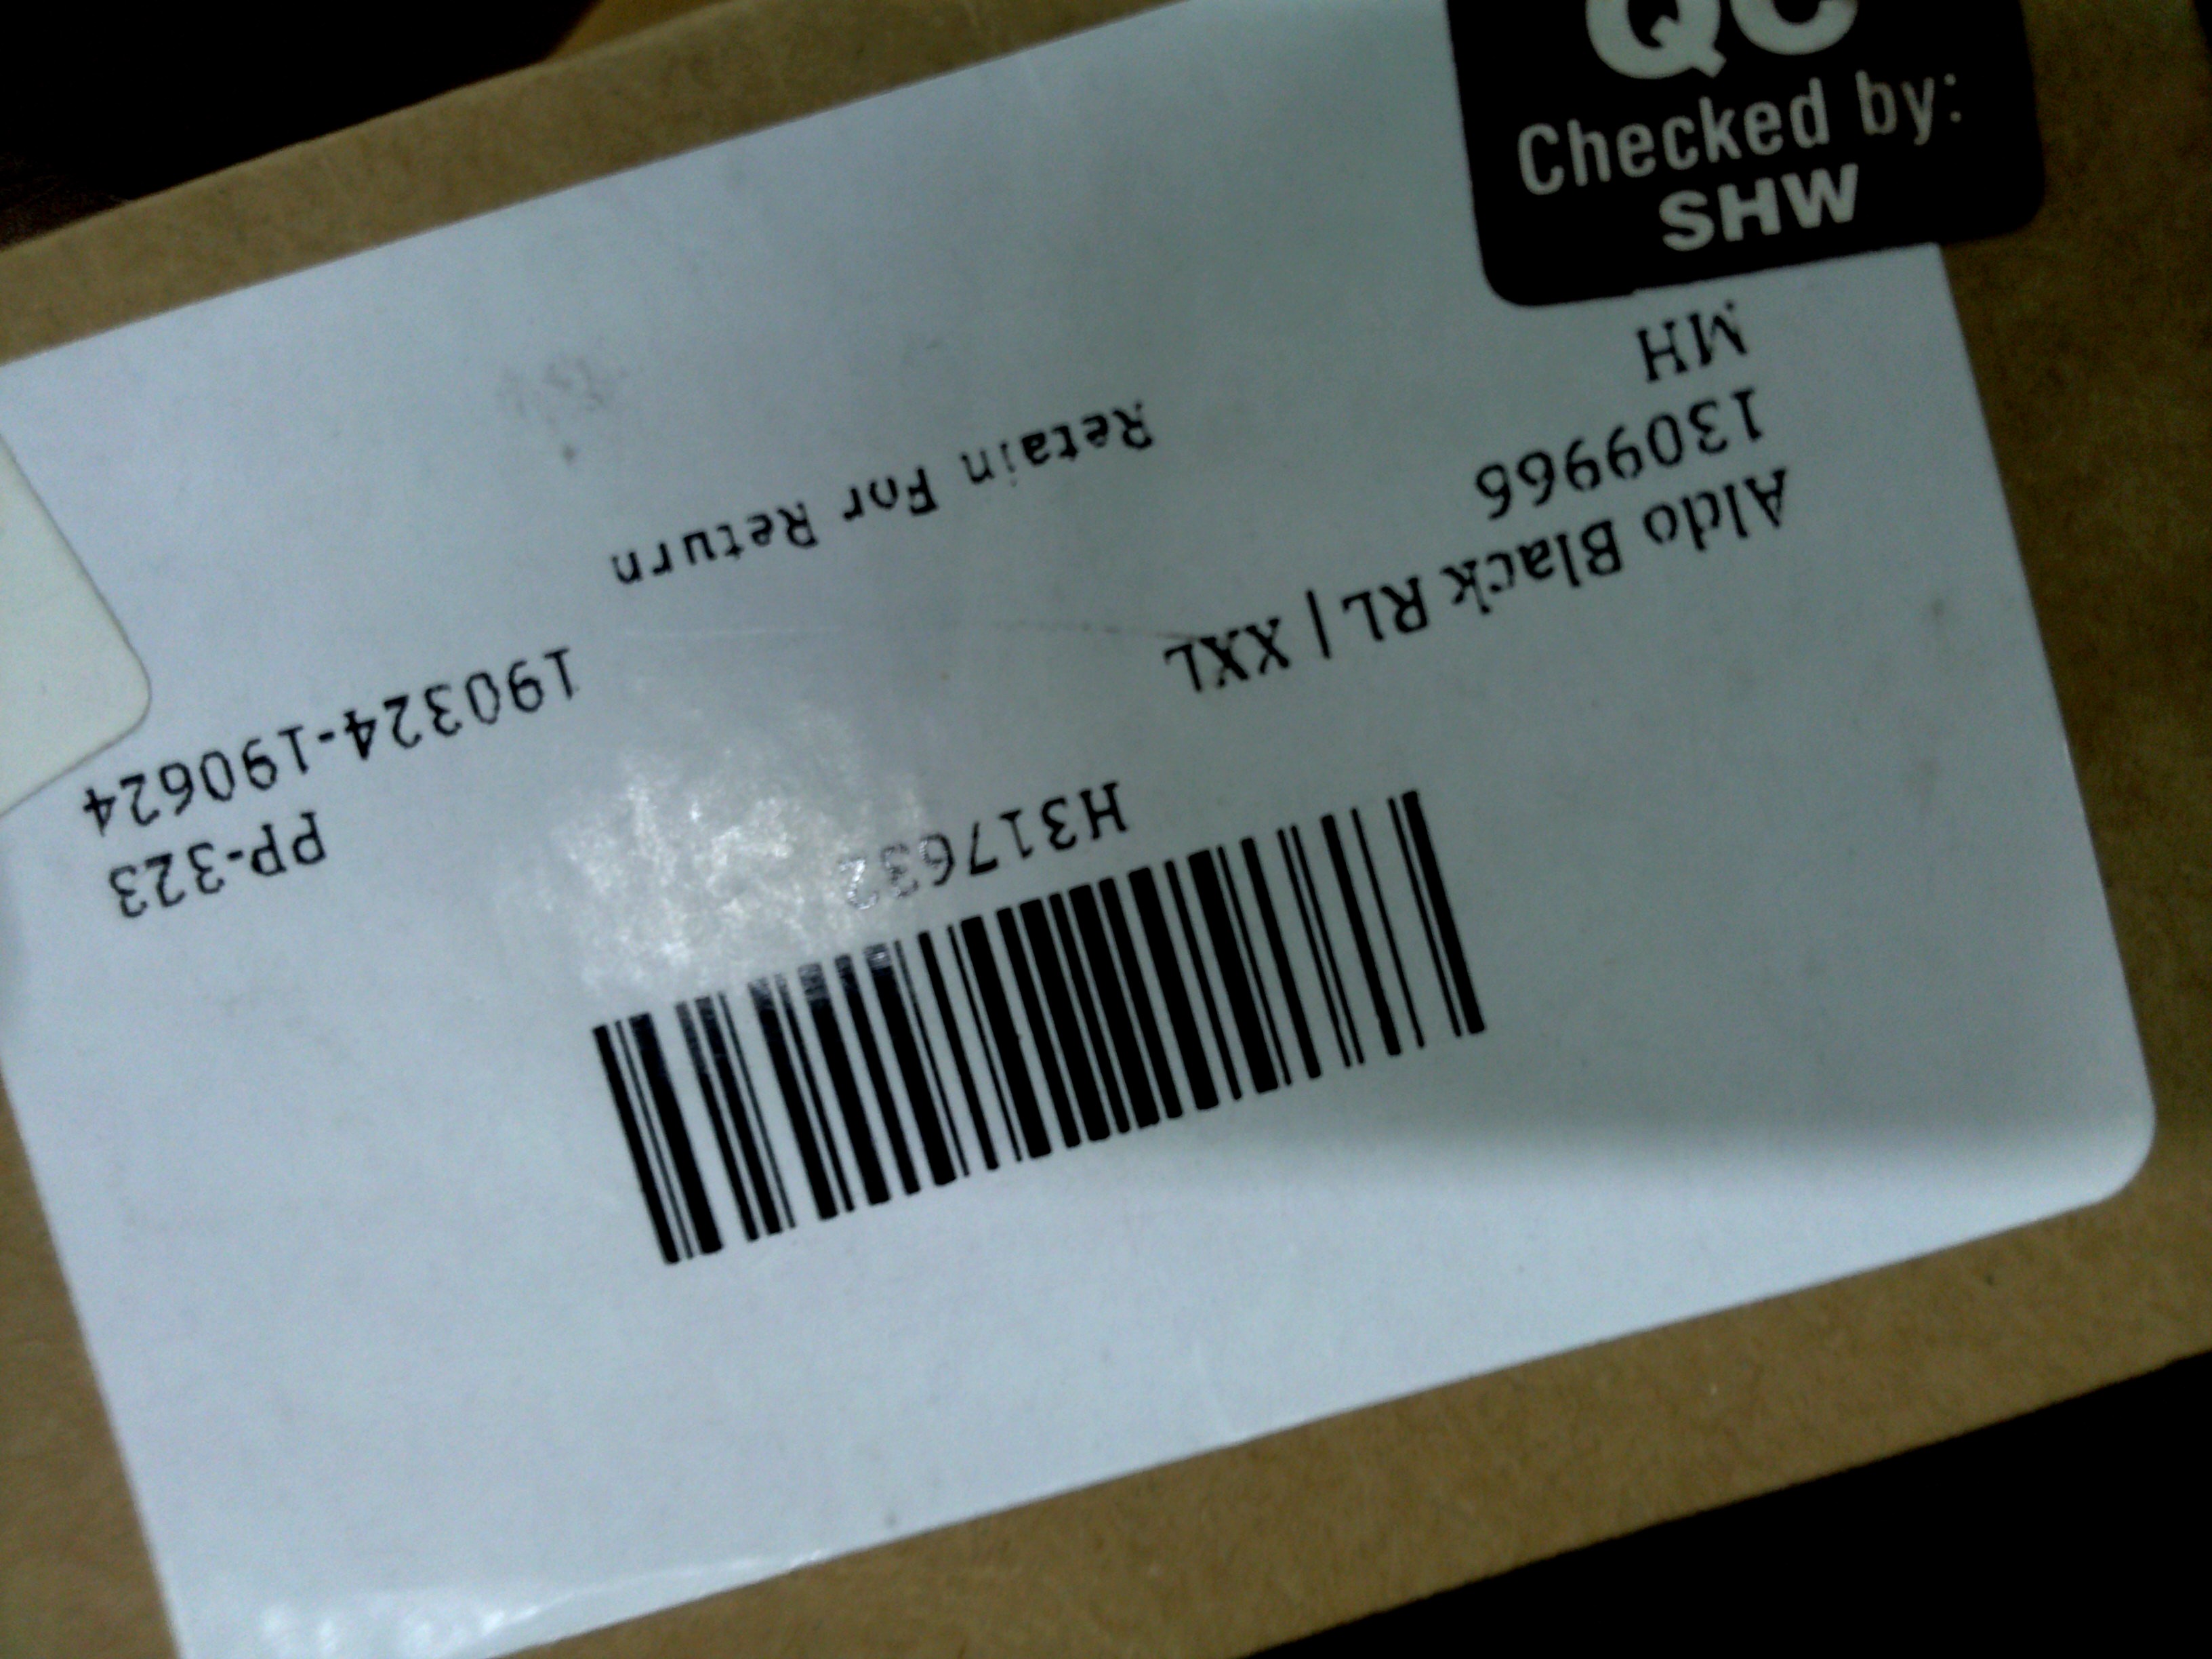 QC
Checked by:
SHW
H317632
Aldo Black RL | XXL
1309966
MH
PP-323
190324-190624
Retain For Return